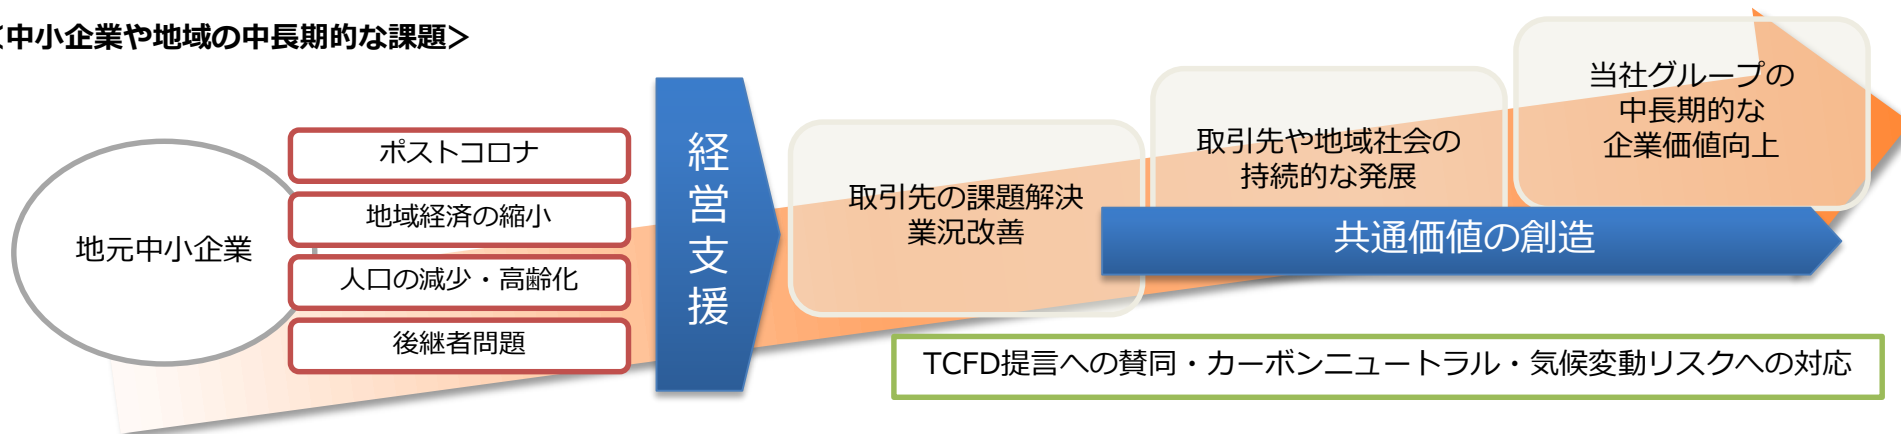 <中小企業や地域の中長期的な課題>
地元中小企業
ポストコロナ
地域経済の縮小
人口の減少・高齢化
後継者問題
経営支援
取引先の課題解決
業況改善
取引先や地域社会の
持続的な発展
当社グループの
中長期的な
企業価値向上
共通価値の創造
TCFD提言への賛同・カーボンニュートラル・気候変動リスクへの対応